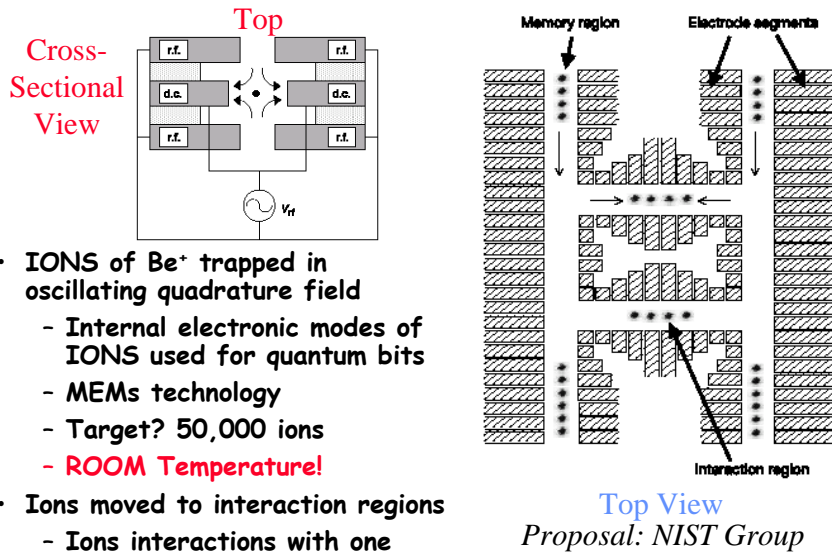 Top
Cross-
Sectional
View
r.f.
r.f.
d.c.
d.c.
r.f.
r.f.
Vrf
Memory region
Electrode segments
Interaction region
• IONS of Be+ trapped in
oscillating quadrature field
– Internal electronic modes of
IONS used for quantum bits
– MEMs technology
– Target? 50,000 ions
– ROOM Temperature!
• Ions moved to interaction regions
– Ions interactions with one
Top View
Proposal: NIST Group